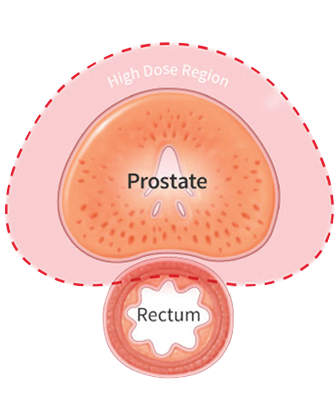 High Dose Region
Prostate
Rectum